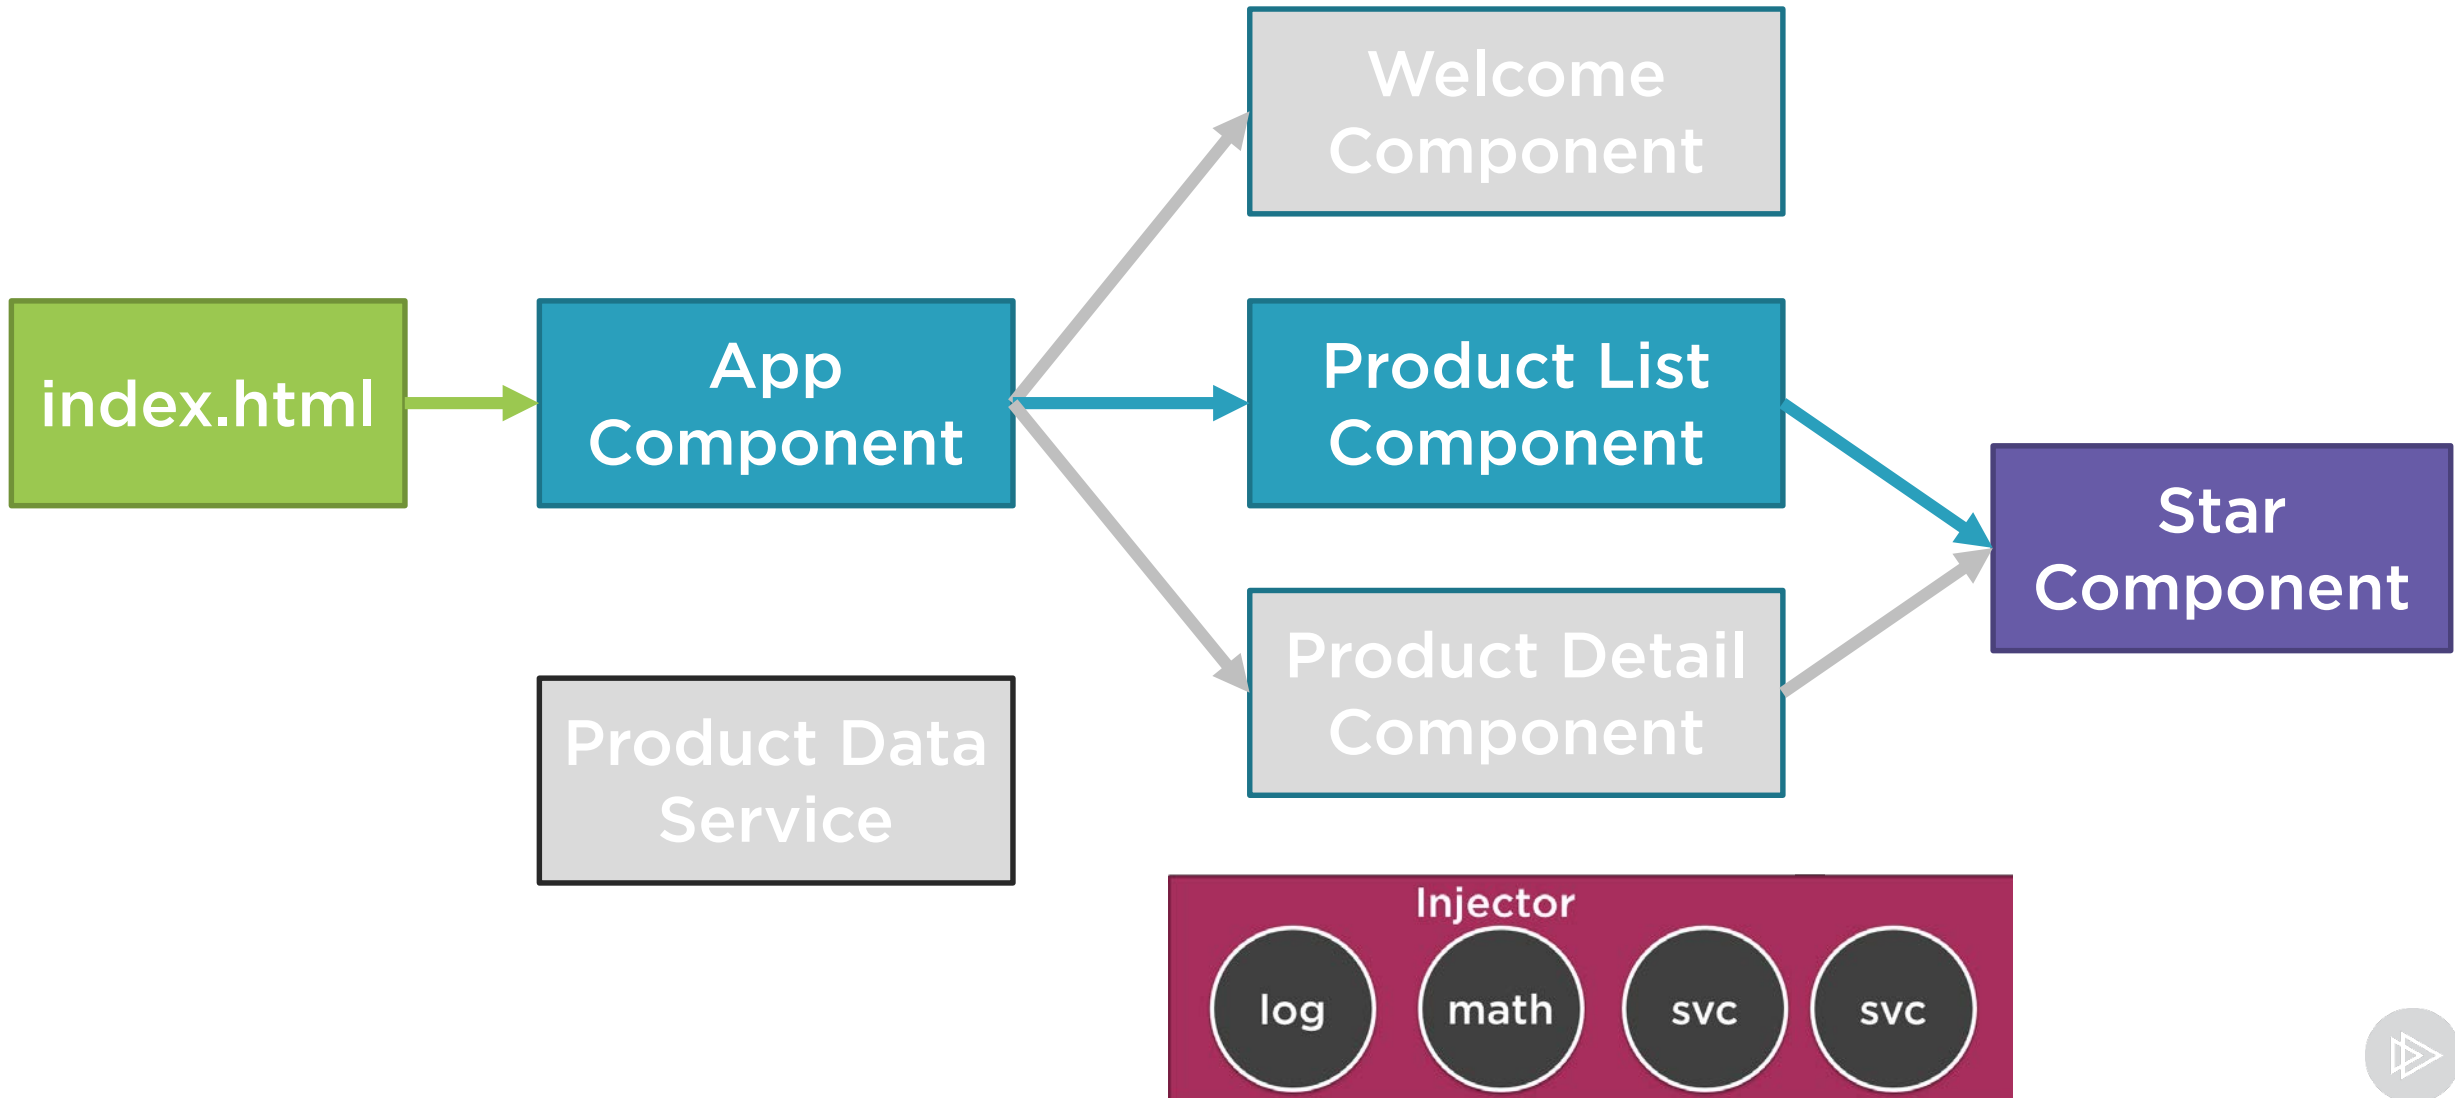 Welcome
Component
index.html
App
Component
Product List
Component
Star
Component
Product Detail
Component
Product Data
Service
Injector
log
math
svc
svc